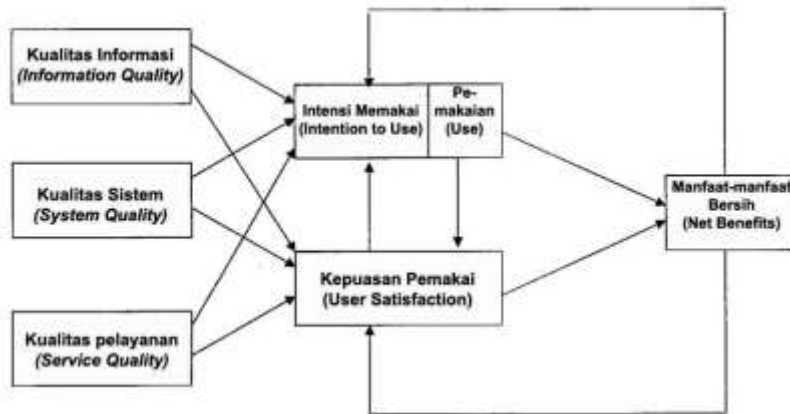 Kualitas Informasi
(Information Quality)
Intensi Memakai
(Intention to Use)
Pe-
makaian
(Use)
Kualitas Sistem
(System Quality)
Manfaat-manfaat
Bersih
(Net Benefits)
Kepuasan Pemakai
(User Satisfaction)
Kualitas pelayanan
(Service Quality)